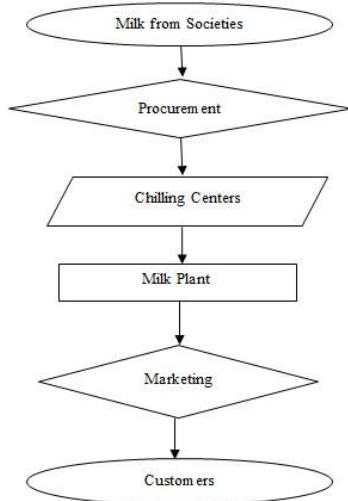 Milk from Societies
Procurement
Chilling Centers
Milk Plant
Marketing
Customers